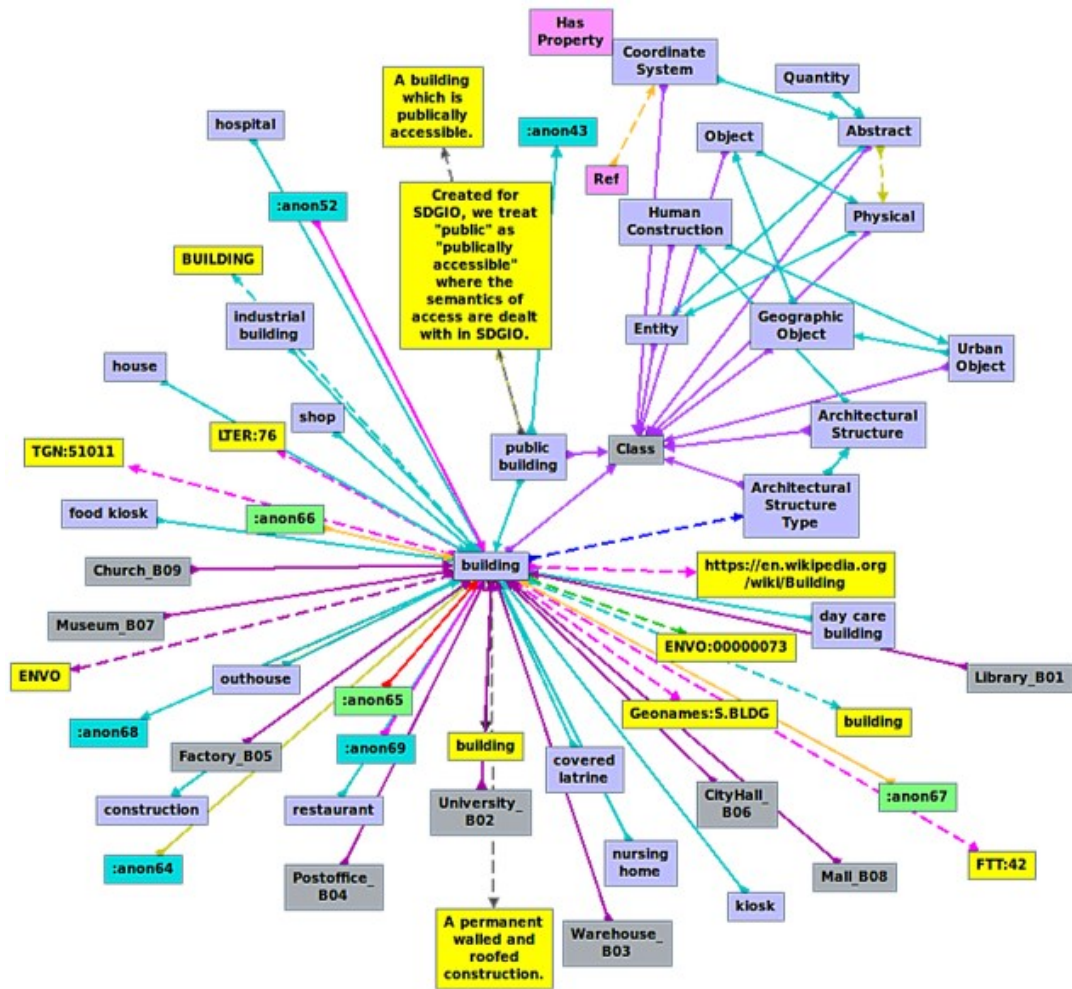 Has
Property
Coordinate
System
Quantity
A building
which is
publically
accessible.
hospital
:anon43
Object
Abstract
Ref
:anon52
Created for
SDGIO, we treat
"public" as
"publically
accessible"
where the
semantics of
access are dealt
with in SDGIO.
Human
Construction
Physical
BUILDING
industrial
building
Entity
Geographic
Object
Urban
Object
house
shop
LTER:76
Architectural
Structure
TGN:51011
public
building
Class
Architectural
Structure
Type
food kiosk
:anon66
building
Church_B09
https://en.wikipedia.org
/wiki/Building
Museum_B07
day care
building
ENVO:00000073
ENVO
outhouse
Library_B01
:anon65
Geonames:S.BLDG
building
:anon68
Factory_B05
:anon69
building
covered
latrine
construction
restaurant
University_
B02
CityHall_
B06
:anon67
:anon64
Postoffice_
B04
nursing
home
Mall_B08
FTT:42
kiosk
A permanent
walled and
roofed
construction.
Warehouse_
B03